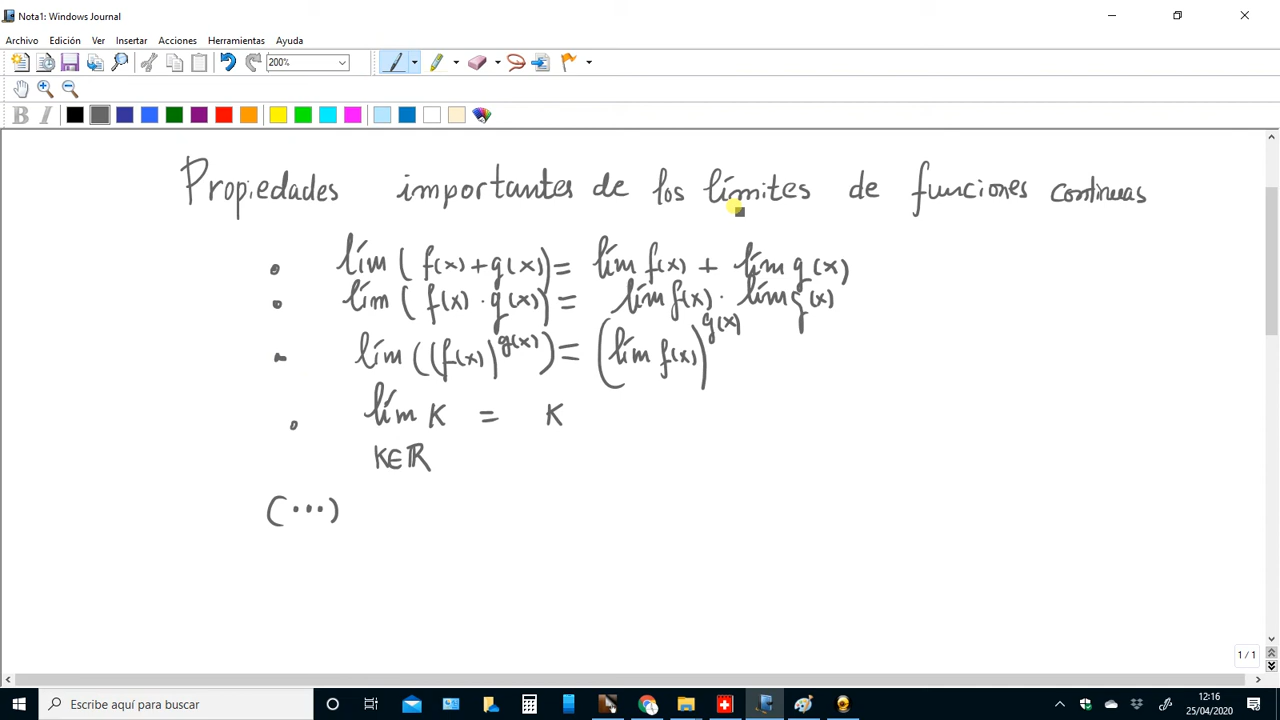 Nota1: Windows Journal
Archivo Edición Ver Insertar Acciones Herramientas Ayuda
200%
B I
Propiedades importantes de los límites de funciones continuas
• lím (f(x)+g(x)) = lím f(x) + lím g(x)
• lím (f(x) · g(x)) = lím f(x) · lím g(x)
- lím ((f(x))^g(x)) = (lím f(x))^g(x)
• lím K = K
K∈ℝ
(···)
1 / 1
Escribe aquí para buscar
12:16
25/04/2020